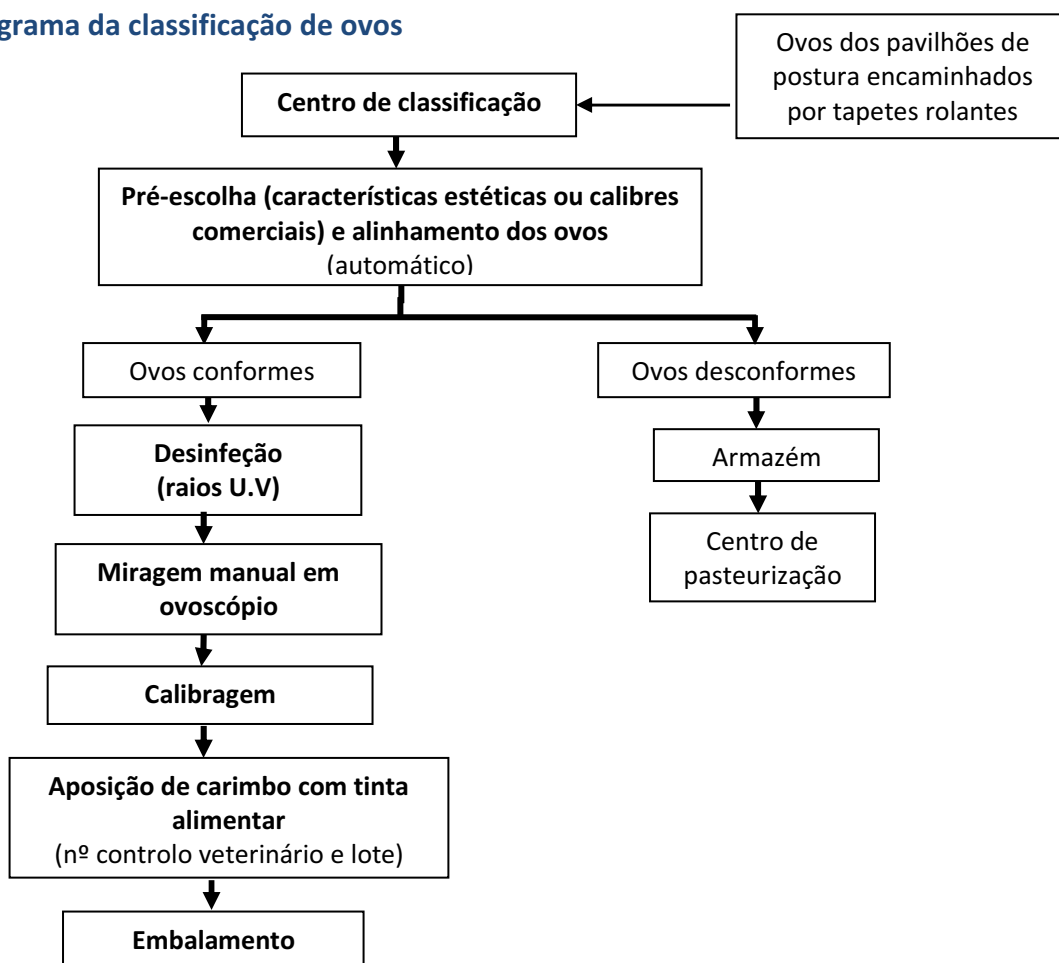 grama da classificação de ovos
Ovos dos pavilhões de
postura encaminhados
por tapetes rolantes
Centro de classificação
Pré-escolha (características estéticas ou calibres
comerciais) e alinhamento dos ovos
(automático)
Ovos conformes
Ovos desconformes
Desinfeção
(raios U.V)
Armazém
Miragem manual em
ovoscópio
Centro de
pasteurização
Calibragem
Aposição de carimbo com tinta
alimentar
(nº controlo veterinário e lote)
Embalamento